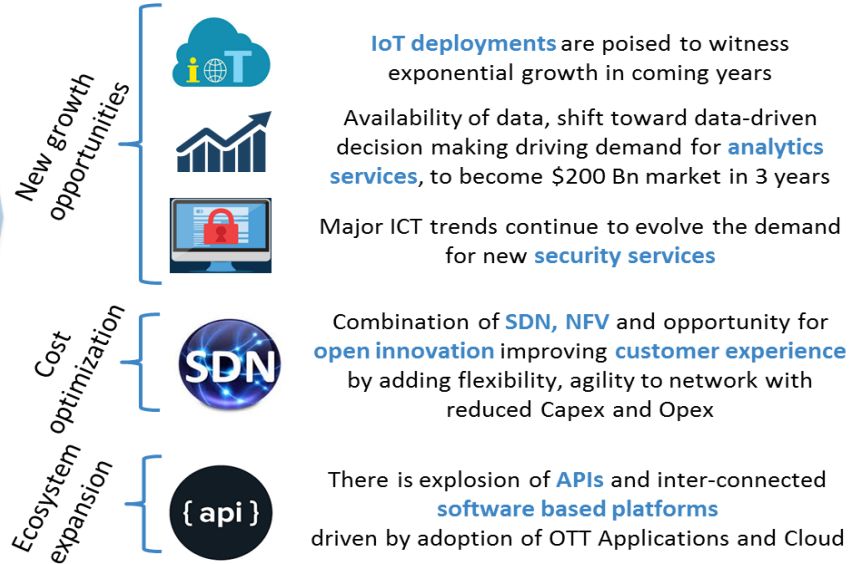 New growth
opportunities
iOT
IoT deployments are poised to witness
exponential growth in coming years
Availability of data, shift toward data-driven
decision making driving demand for analytics
services, to become $200 Bn market in 3 years
Major ICT trends continue to evolve the demand
for new security services
Cost
optimization
SDN
Combination of SDN, NFV and opportunity for
open innovation improving customer experience
by adding flexibility, agility to network with
reduced Capex and Opex
Ecosystem
expansion
{ api }
There is explosion of APIs and inter-connected
software based platforms
driven by adoption of OTT Applications and Cloud